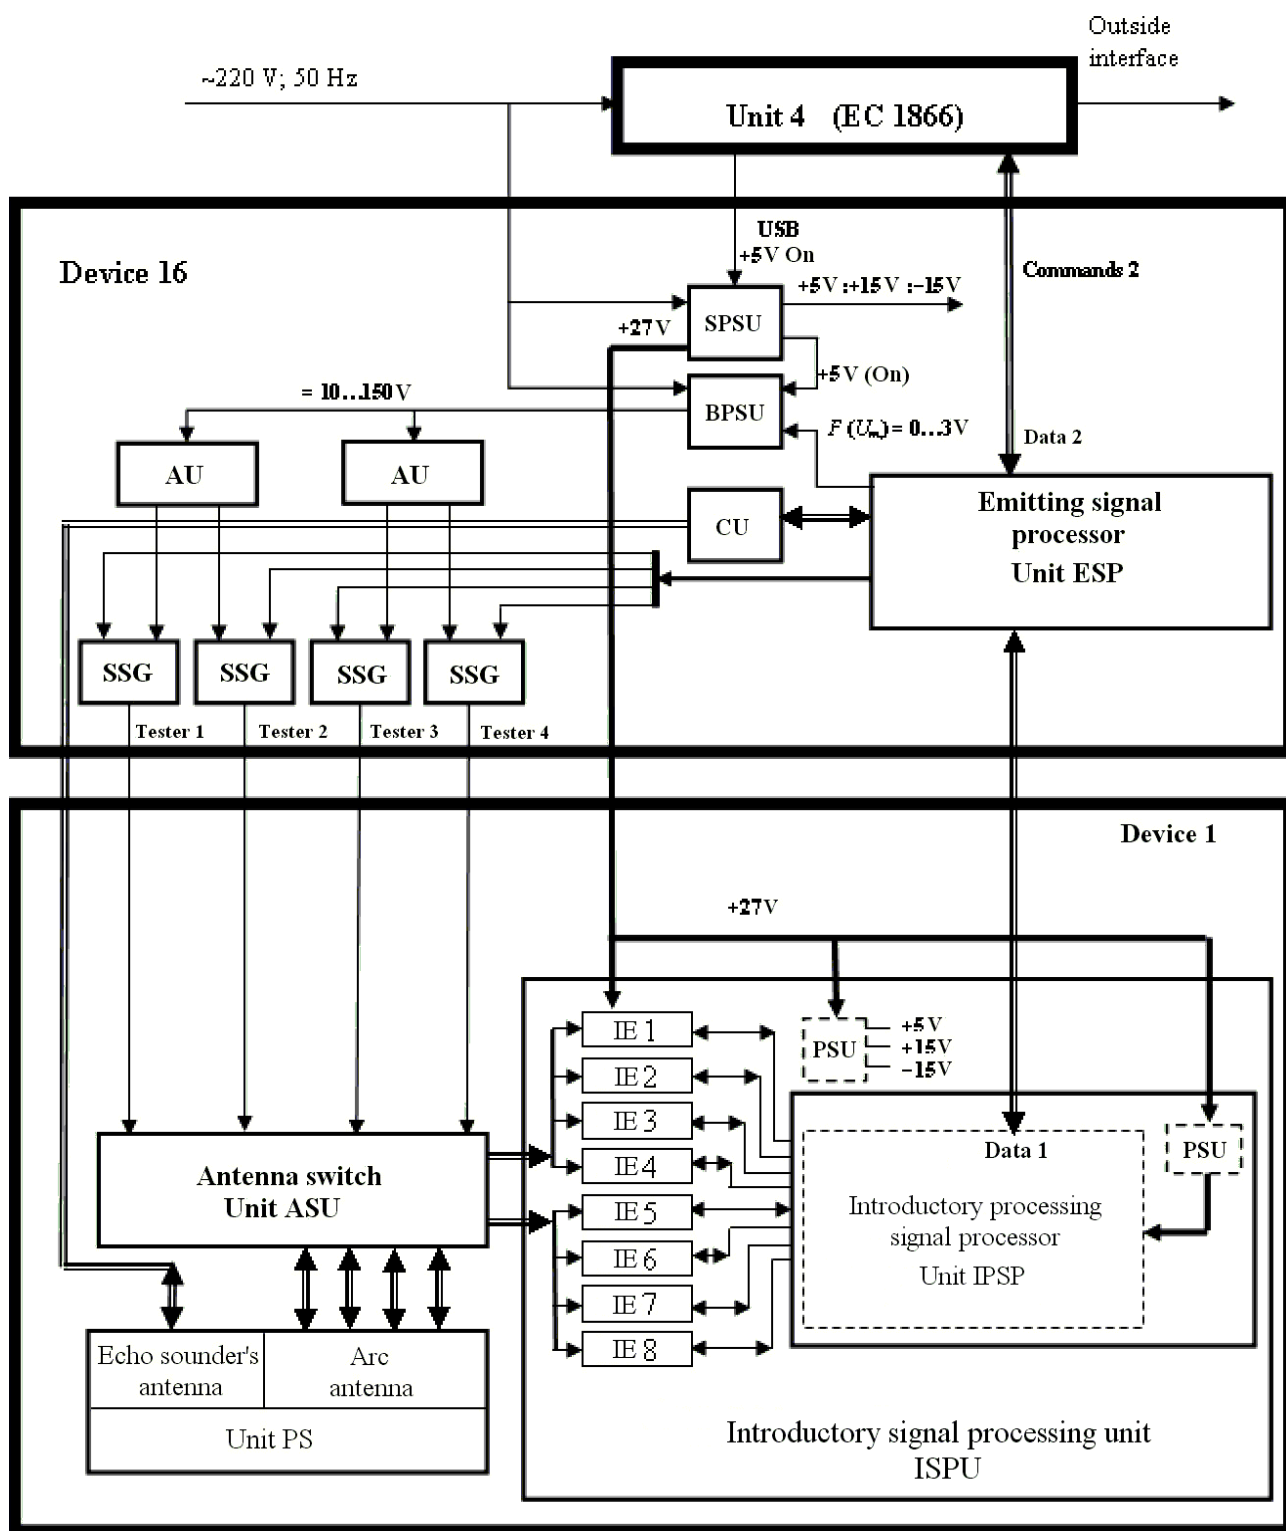 Outside
interface
~220 V; 50 Hz
Unit 4 (EC 1866)
USB
+5V On
Device 16
Commands 2
+5V :+15V :–15V
+27V
SPSU
+5V (On)
= 10...150V
BPSU
F (Um)= 0...3V
Data 2
AU
AU
CU
Emitting signal
processor
Unit ESP
SSG
SSG
SSG
SSG
Tester 1
Tester 2
Tester 3
Tester 4
Device 1
+27V
IE 1
IE 2
IE 3
IE 4
IE 5
IE 6
IE 7
IE 8
PSU
+5V
+15V
–15V
Data 1
PSU
Introductory processing
signal processor
Unit IPSP
Antenna switch
Unit ASU
Echo sounder's
antenna
Arc
antenna
Unit PS
Introductory signal processing unit
ISPU